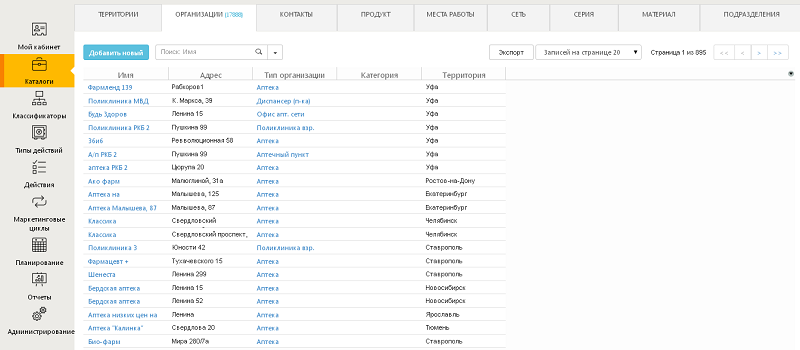 ТЕРРИТОРИИ ОРГАНИЗАЦИИ (17888) КОНТАКТЫ ПРОДУКТ МЕСТА РАБОТЫ СЕТЬ СЕРИЯ МАТЕРИАЛ ПОДРАЗДЕЛЕНИЯ
Мой кабинет
Каталоги
Классификаторы
Типы действий
Действия
Маркетинговые
циклы
Планирование
Отчеты
Администрирование
Добавить новый Поиск: Имя Экспорт Записей на странице 20 Страница 1 из 895 << < > >>
Имя Адрес Тип организации Категория Территория
Фармленд 139 Рабкоров1 Аптека Уфа
Поликлиника МВД К. Маркса, 39 Диспансер (п-ка) Уфа
Будь Здоров Ленина 15 Офис апт. сети Уфа
Поликлиника РКБ 2 Пушкина 99 Поликлиника взр. Уфа
36и6 Революционная 58 Аптека Уфа
А/п РКБ 2 Пушкина 99 Аптечный пункт Уфа
аптека РКБ 2 Цюрупа 20 Аптека Уфа
Ако фарм Малюгиной, 31а Аптека Ростов-на-Дону
Аптека на Малышева, 125 Аптека Екатеринбург
Аптека Малышева, 87 Малышева, 87 Аптека Екатеринбург
Классика Свердловский Аптека Челябинск
Классика Свердловский проспект, Аптека Челябинск
Поликлиника 3 Юности 42 Поликлиника взр. Ставрополь
Фармацевт + Тухачевского 15 Аптека Ставрополь
Шенеста Ленина 299 Аптека Ставрополь
Бердская аптека Ленина 15 Аптека Новосибирск
Бердская аптека Ленина 52 Аптека Новосибирск
Аптека низких цен на Ленина Аптека Ярославль
Аптека "Калинка" Свердлова 20 Аптека Тюмень
Био-фарм Мира 280/7а Аптека Ставрополь